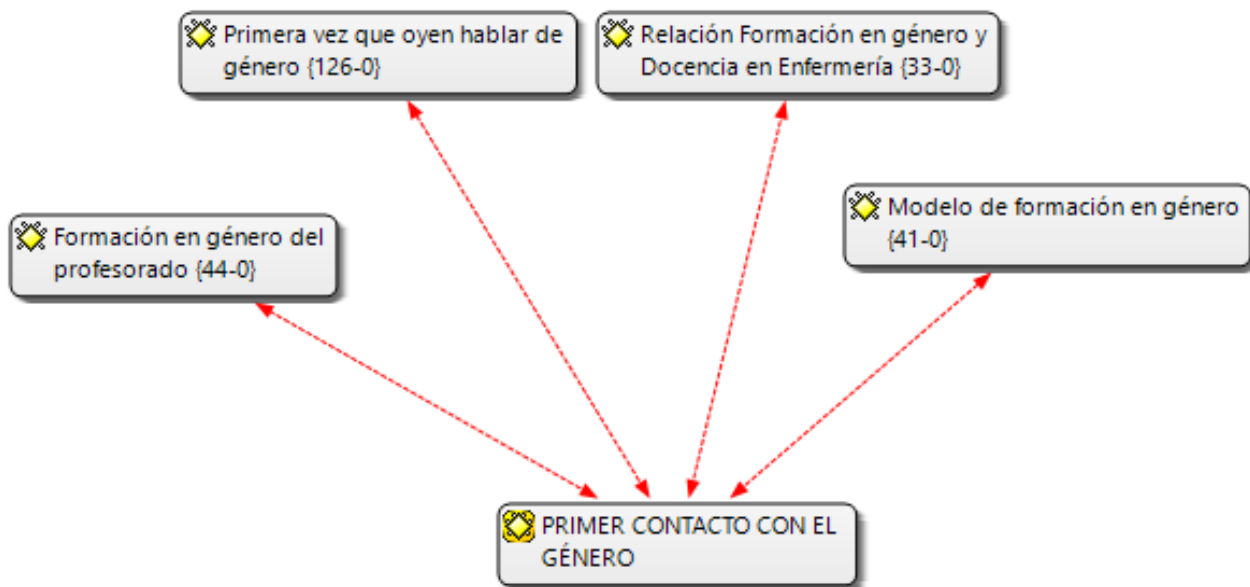 Primera vez que oyen hablar de
género {126-0}
Relación Formación en género y
Docencia en Enfermería {33-0}
Modelo de formación en género
{41-0}
Formación en género del
profesorado {44-0}
PRIMER CONTACTO CON EL
GÉNERO